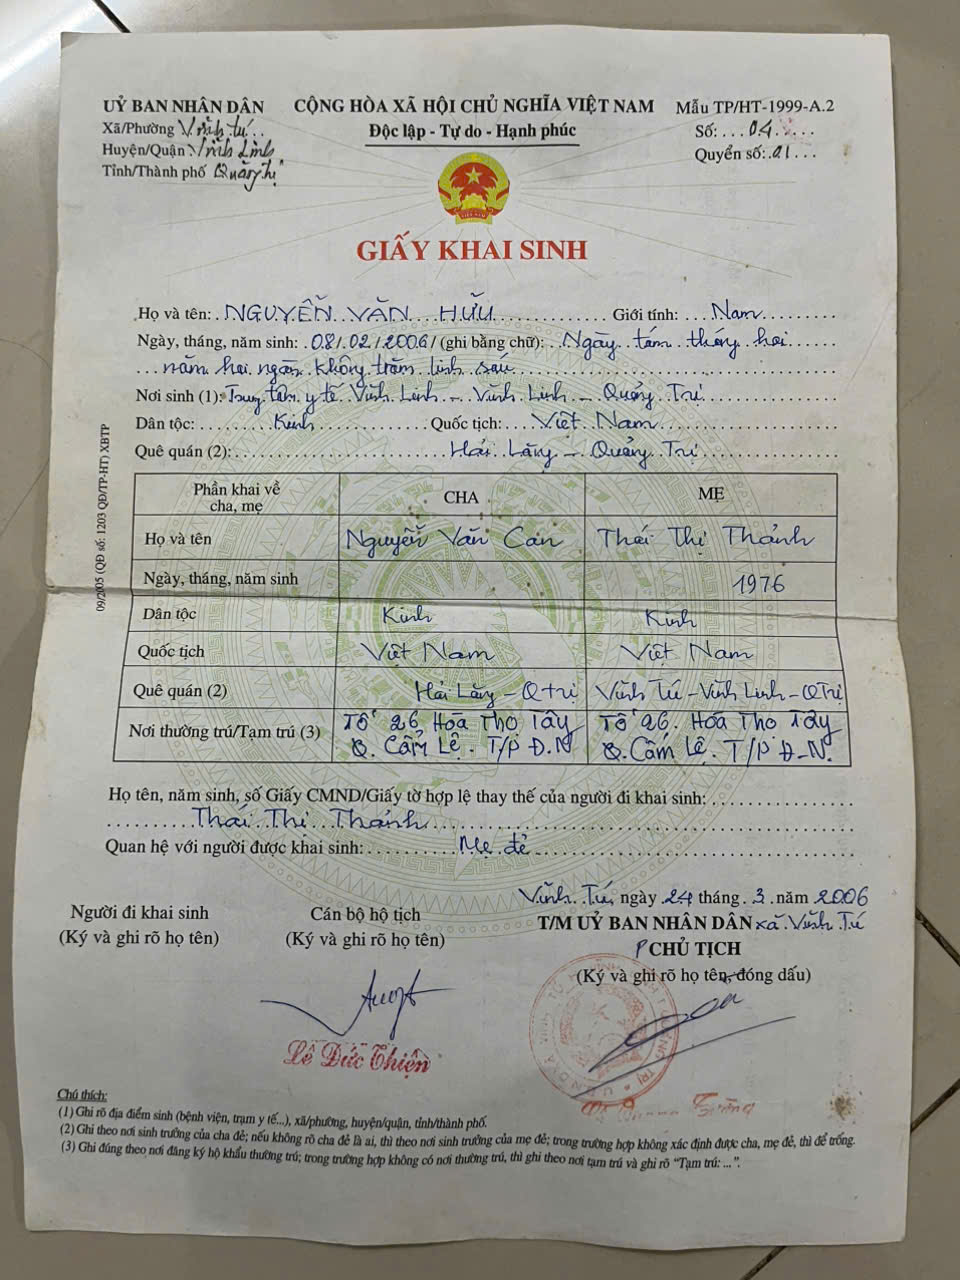 UỶ BAN NHÂN DÂN
Xã/Phường Vĩnh Tú
Huyện/Quận Vĩnh Linh
Tỉnh/Thành phố Quảng Trị
CỘNG HÒA XÃ HỘI CHỦ NGHĨA VIỆT NAM
Độc lập - Tự do - Hạnh phúc
Mẫu TP/HT-1999-A.2
Số: 04
Quyển số: 01
VIỆT NAM
GIẤY KHAI SINH
Họ và tên: NGUYỄN VĂN HỮU Giới tính: Nam
Ngày, tháng, năm sinh: 08/02/2006/ (ghi bằng chữ): Ngày tám tháng hai
năm hai ngàn không trăm linh sáu
Nơi sinh (1): Trung tâm y tế Vĩnh Linh - Vĩnh Linh - Quảng Trị
Dân tộc: Kinh Quốc tịch: Việt Nam
Quê quán (2): Hải Lăng - Quảng Trị
09/2005 (QĐ số: 1203 QĐ/TP-HT) XBTP
Phần khai về cha, mẹ CHA MẸ
Họ và tên Nguyễn Văn Cán Thái Thị Thảnh
Ngày, tháng, năm sinh 1976
Dân tộc Kinh Kinh
Quốc tịch Việt Nam Việt Nam
Quê quán (2) Hải Lăng - Qtrị Vĩnh Tú - Vĩnh Linh - QTrị
Nơi thường trú/Tạm trú (3) Tổ 26 Hòa Thọ Tây Q. Cẩm Lệ. T/p Đ.N Tổ 26. Hòa Thọ Tây Q. Cẩm Lệ. T/p Đ-N.
Họ tên, năm sinh, số Giấy CMND/Giấy tờ hợp lệ thay thế của người đi khai sinh:
Thái Thị Thảnh
Quan hệ với người được khai sinh: Mẹ đẻ
Vĩnh Tú, ngày 24 tháng 3 năm 2006
Người đi khai sinh
(Ký và ghi rõ họ tên)
Cán bộ hộ tịch
(Ký và ghi rõ họ tên)
Lê Đức Thiện
T/M UỶ BAN NHÂN DÂN xã Vĩnh Tú
P CHỦ TỊCH
(Ký và ghi rõ họ tên, đóng dấu)
Chú thích:
(1) Ghi rõ địa điểm sinh (bệnh viện, trạm y tế...), xã/phường, huyện/quận, tỉnh/thành phố.
(2) Ghi theo nơi sinh trưởng của cha đẻ; nếu không rõ cha đẻ là ai, thì theo nơi sinh trưởng của mẹ đẻ; trong trường hợp không xác định được cha, mẹ đẻ, thì để trống.
(3) Ghi đúng theo nơi đăng ký hộ khẩu thường trú; trong trường hợp không có nơi thường trú, thì ghi theo nơi tạm trú và ghi rõ "Tạm trú: ...".